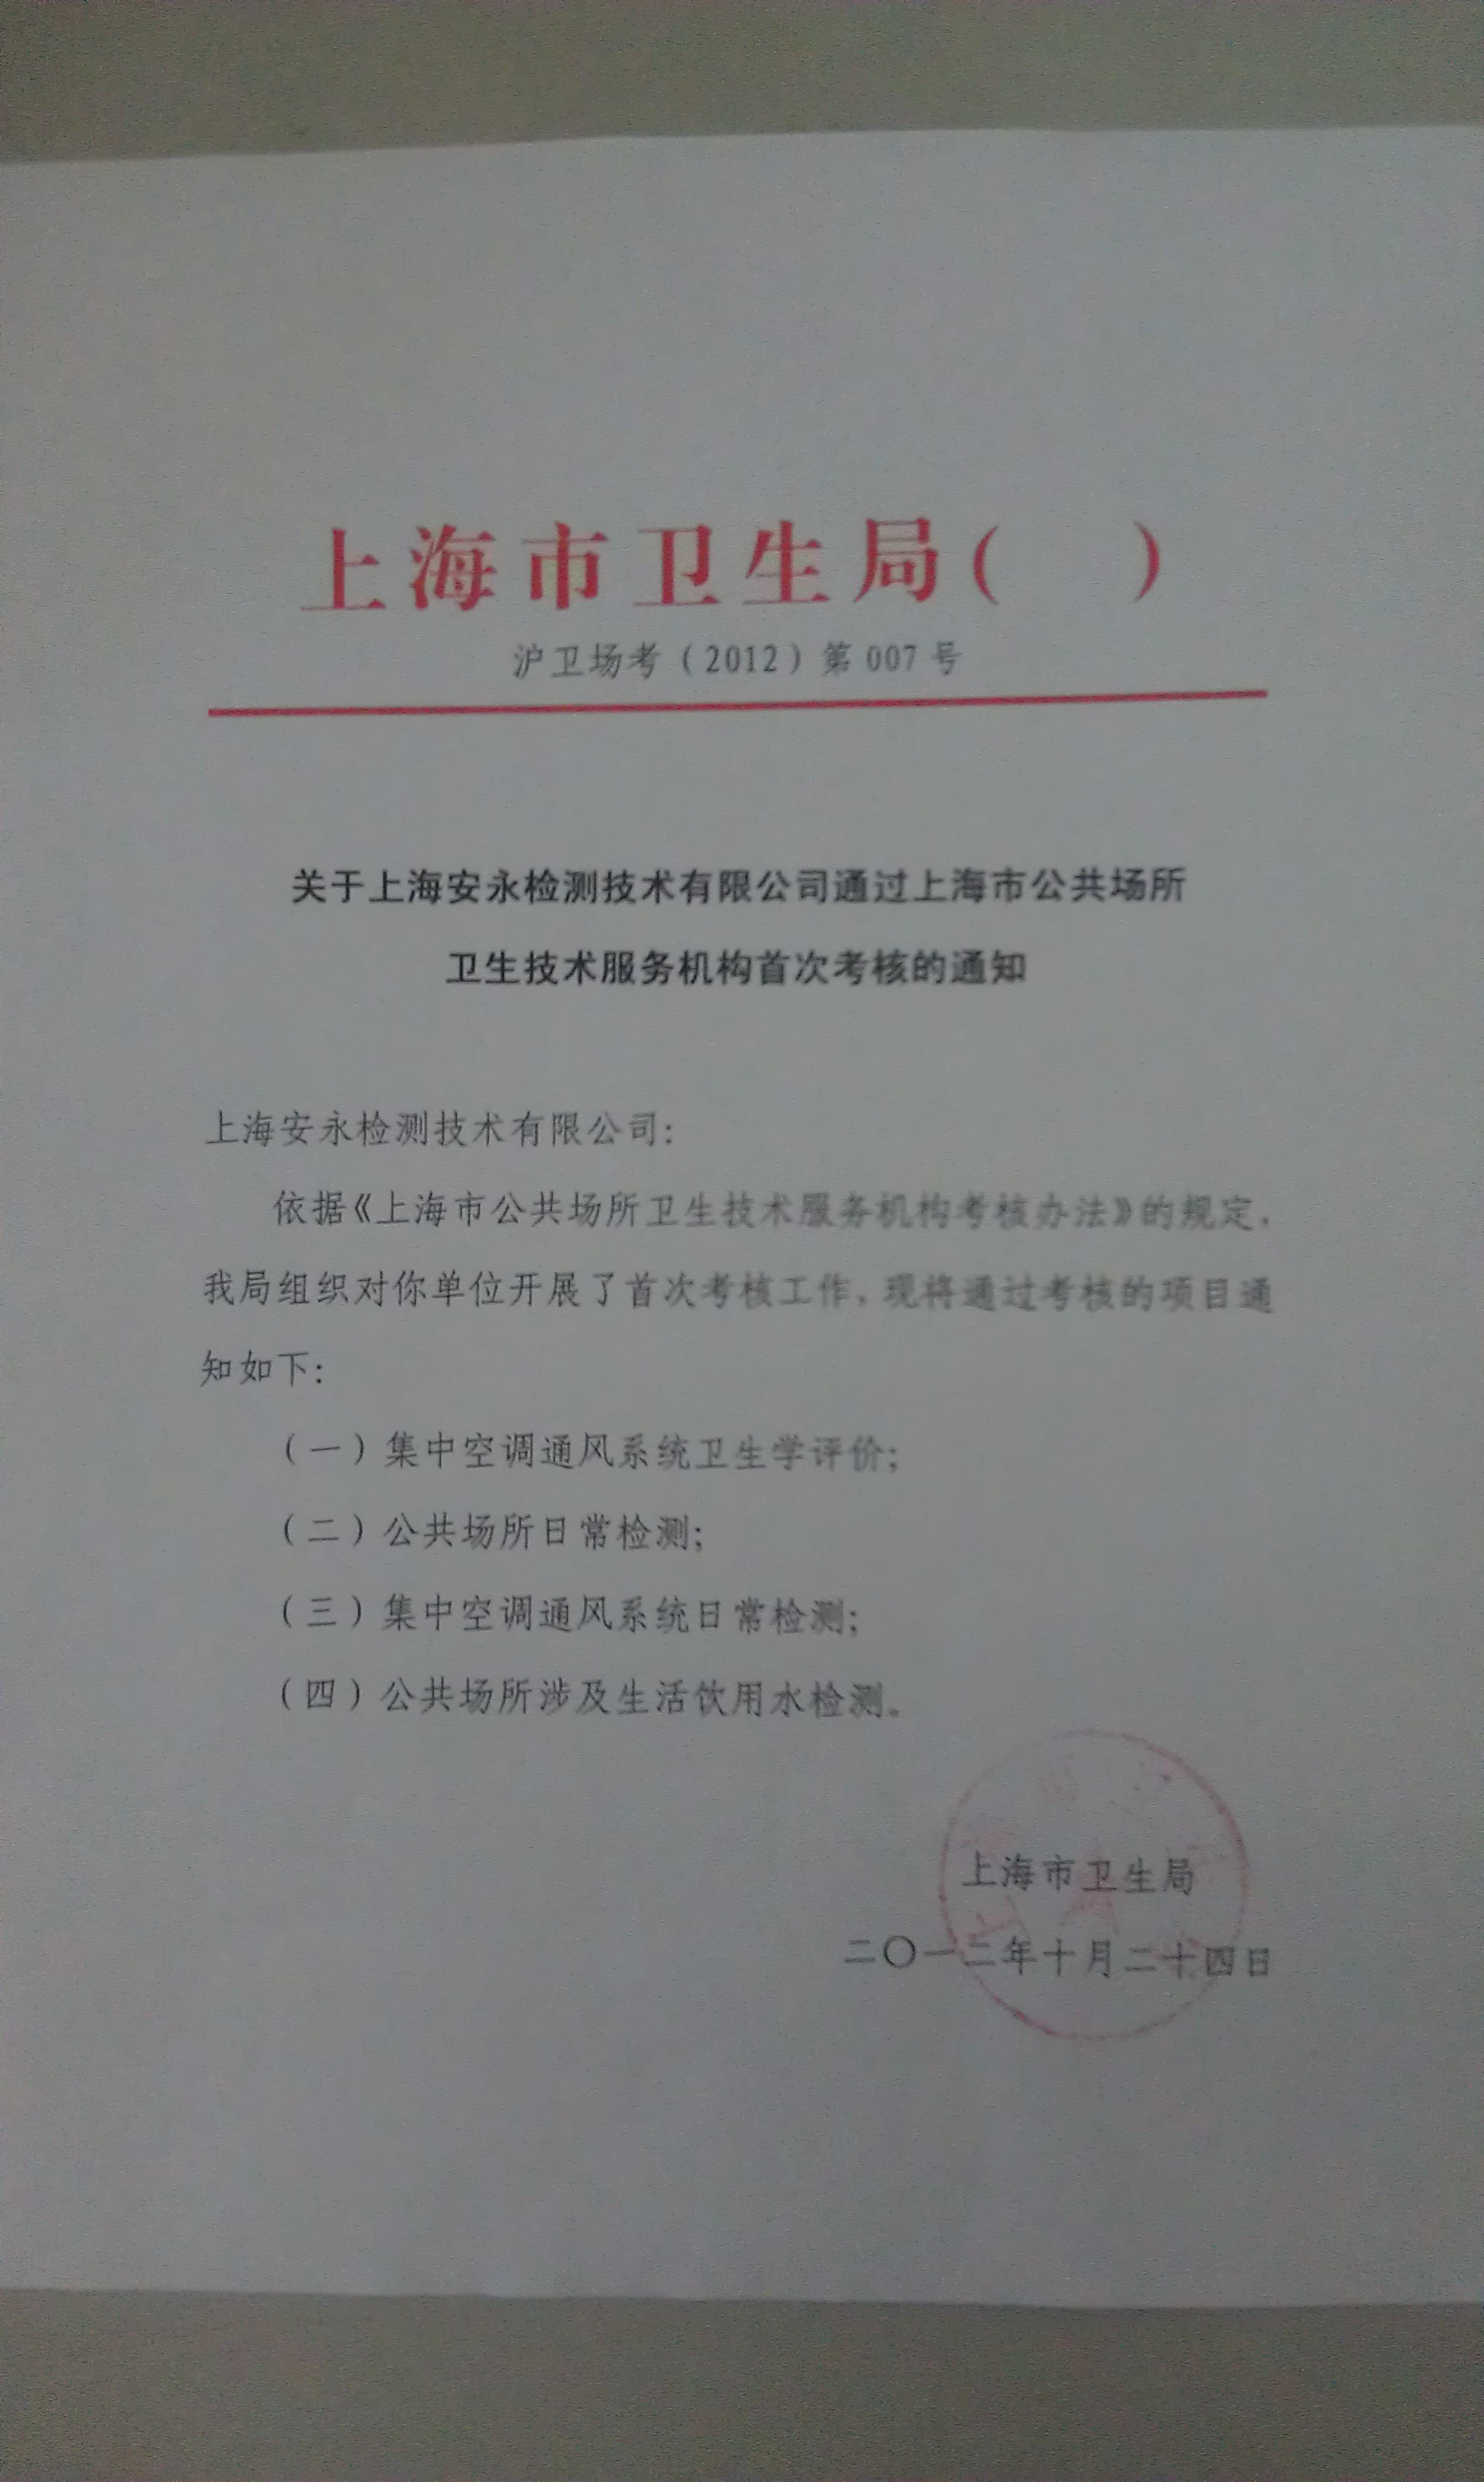 上海市卫生局(　)
沪卫场考（2012）第 007 号
关于上海安永检测技术有限公司通过上海市公共场所
卫生技术服务机构首次考核的通知
上海安永检测技术有限公司：
依据《上海市公共场所卫生技术服务机构考核办法》的规定，
我局组织对你单位开展了首次考核工作，现将通过考核的项目通
知如下：
（一）集中空调通风系统卫生学评价；
（二）公共场所日常检测；
（三）集中空调通风系统日常检测；
（四）公共场所涉及生活饮用水检测。
上海市卫生局
二〇一二年十月二十四日